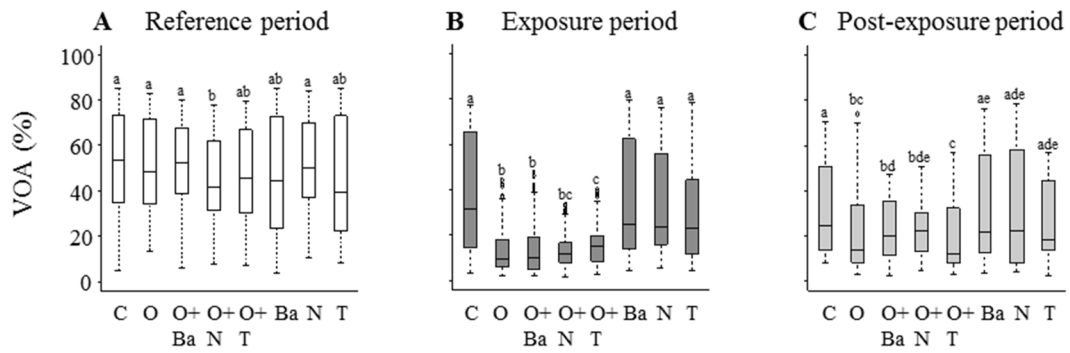 A Reference period
B Exposure period
C Post-exposure period
VOA (%)
100
80
60
40
20
0
a a a b ab ab a ab
a b b bc c a a a
a bc bd bde c ae ade ade
C O O+ O+ O+ Ba N T
Ba N T
C O O+ O+ O+ Ba N T
Ba N T
C O O+ O+ O+ Ba N T
Ba N T